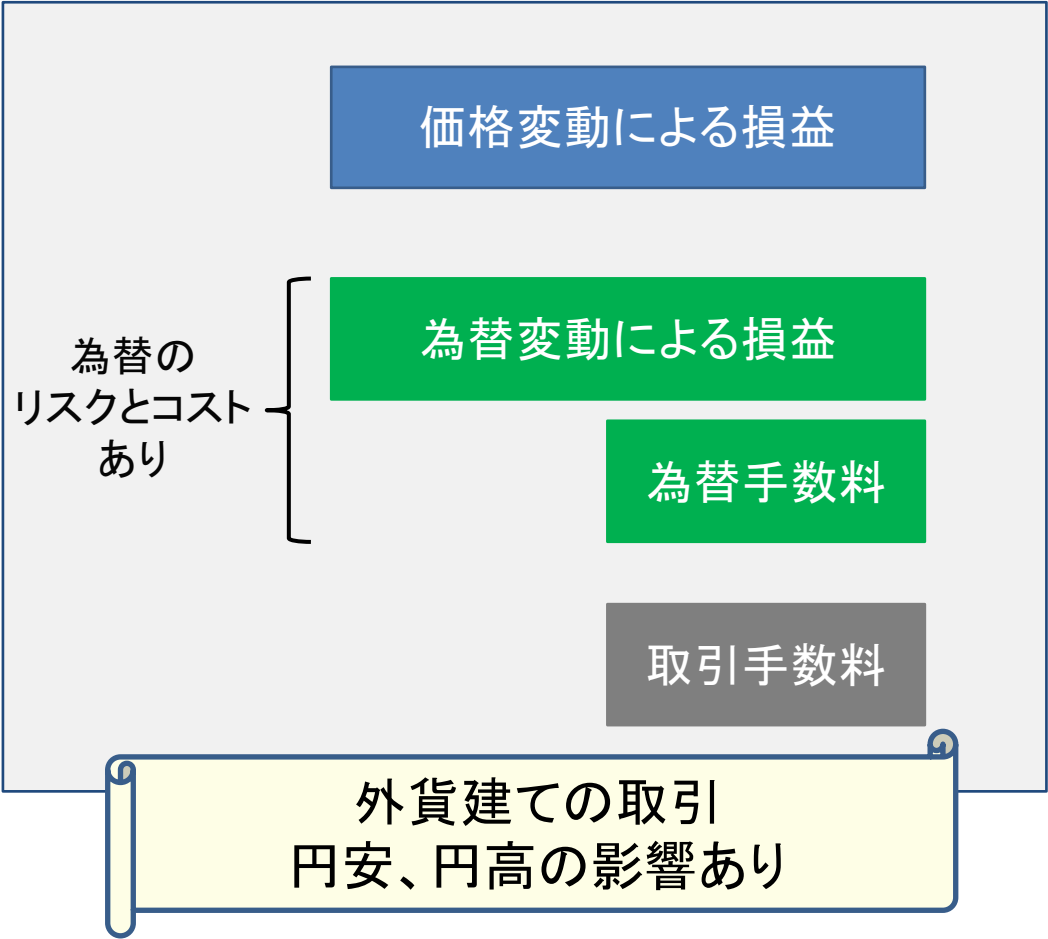 価格変動による損益
為替変動による損益
為替の
リスクとコスト
あり
為替手数料
取引手数料
外貨建ての取引
円安、円高の影響あり